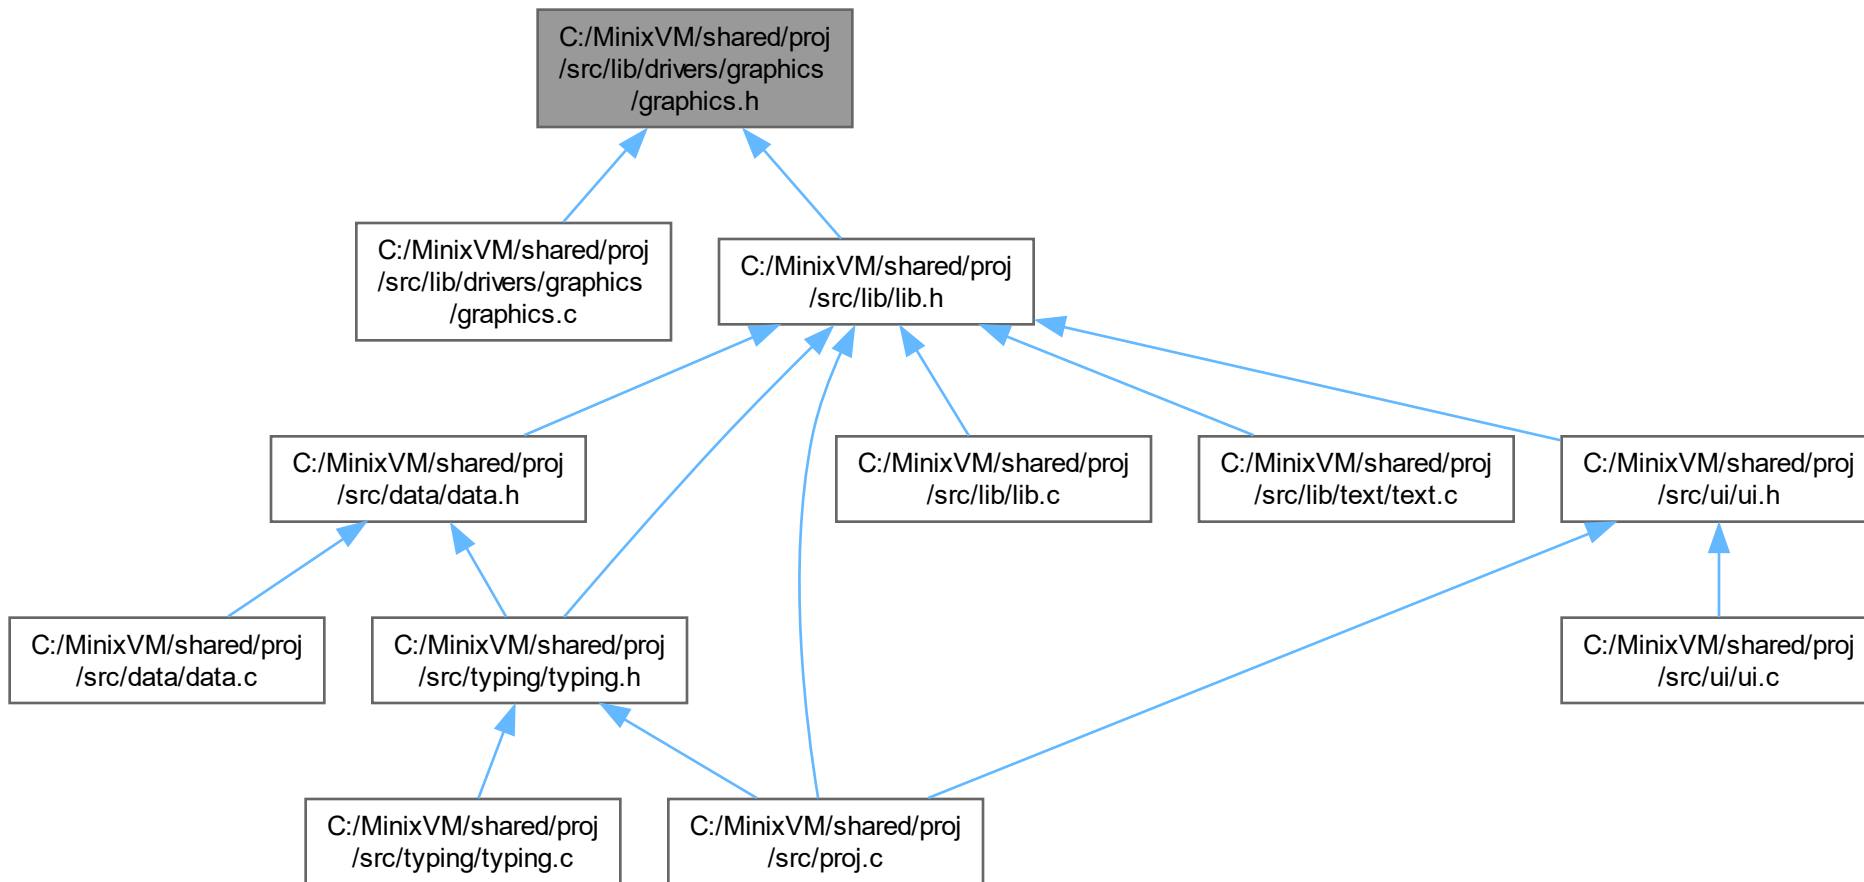 C:/MinixVM/shared/proj
/src/lib/drivers/graphics
/graphics.h
C:/MinixVM/shared/proj
/src/lib/drivers/graphics
/graphics.c
C:/MinixVM/shared/proj
/src/lib/lib.h
C:/MinixVM/shared/proj
/src/data/data.h
C:/MinixVM/shared/proj
/src/lib/lib.c
C:/MinixVM/shared/proj
/src/lib/text/text.c
C:/MinixVM/shared/proj
/src/ui/ui.h
C:/MinixVM/shared/proj
/src/data/data.c
C:/MinixVM/shared/proj
/src/typing/typing.h
C:/MinixVM/shared/proj
/src/ui/ui.c
C:/MinixVM/shared/proj
/src/typing/typing.c
C:/MinixVM/shared/proj
/src/proj.c